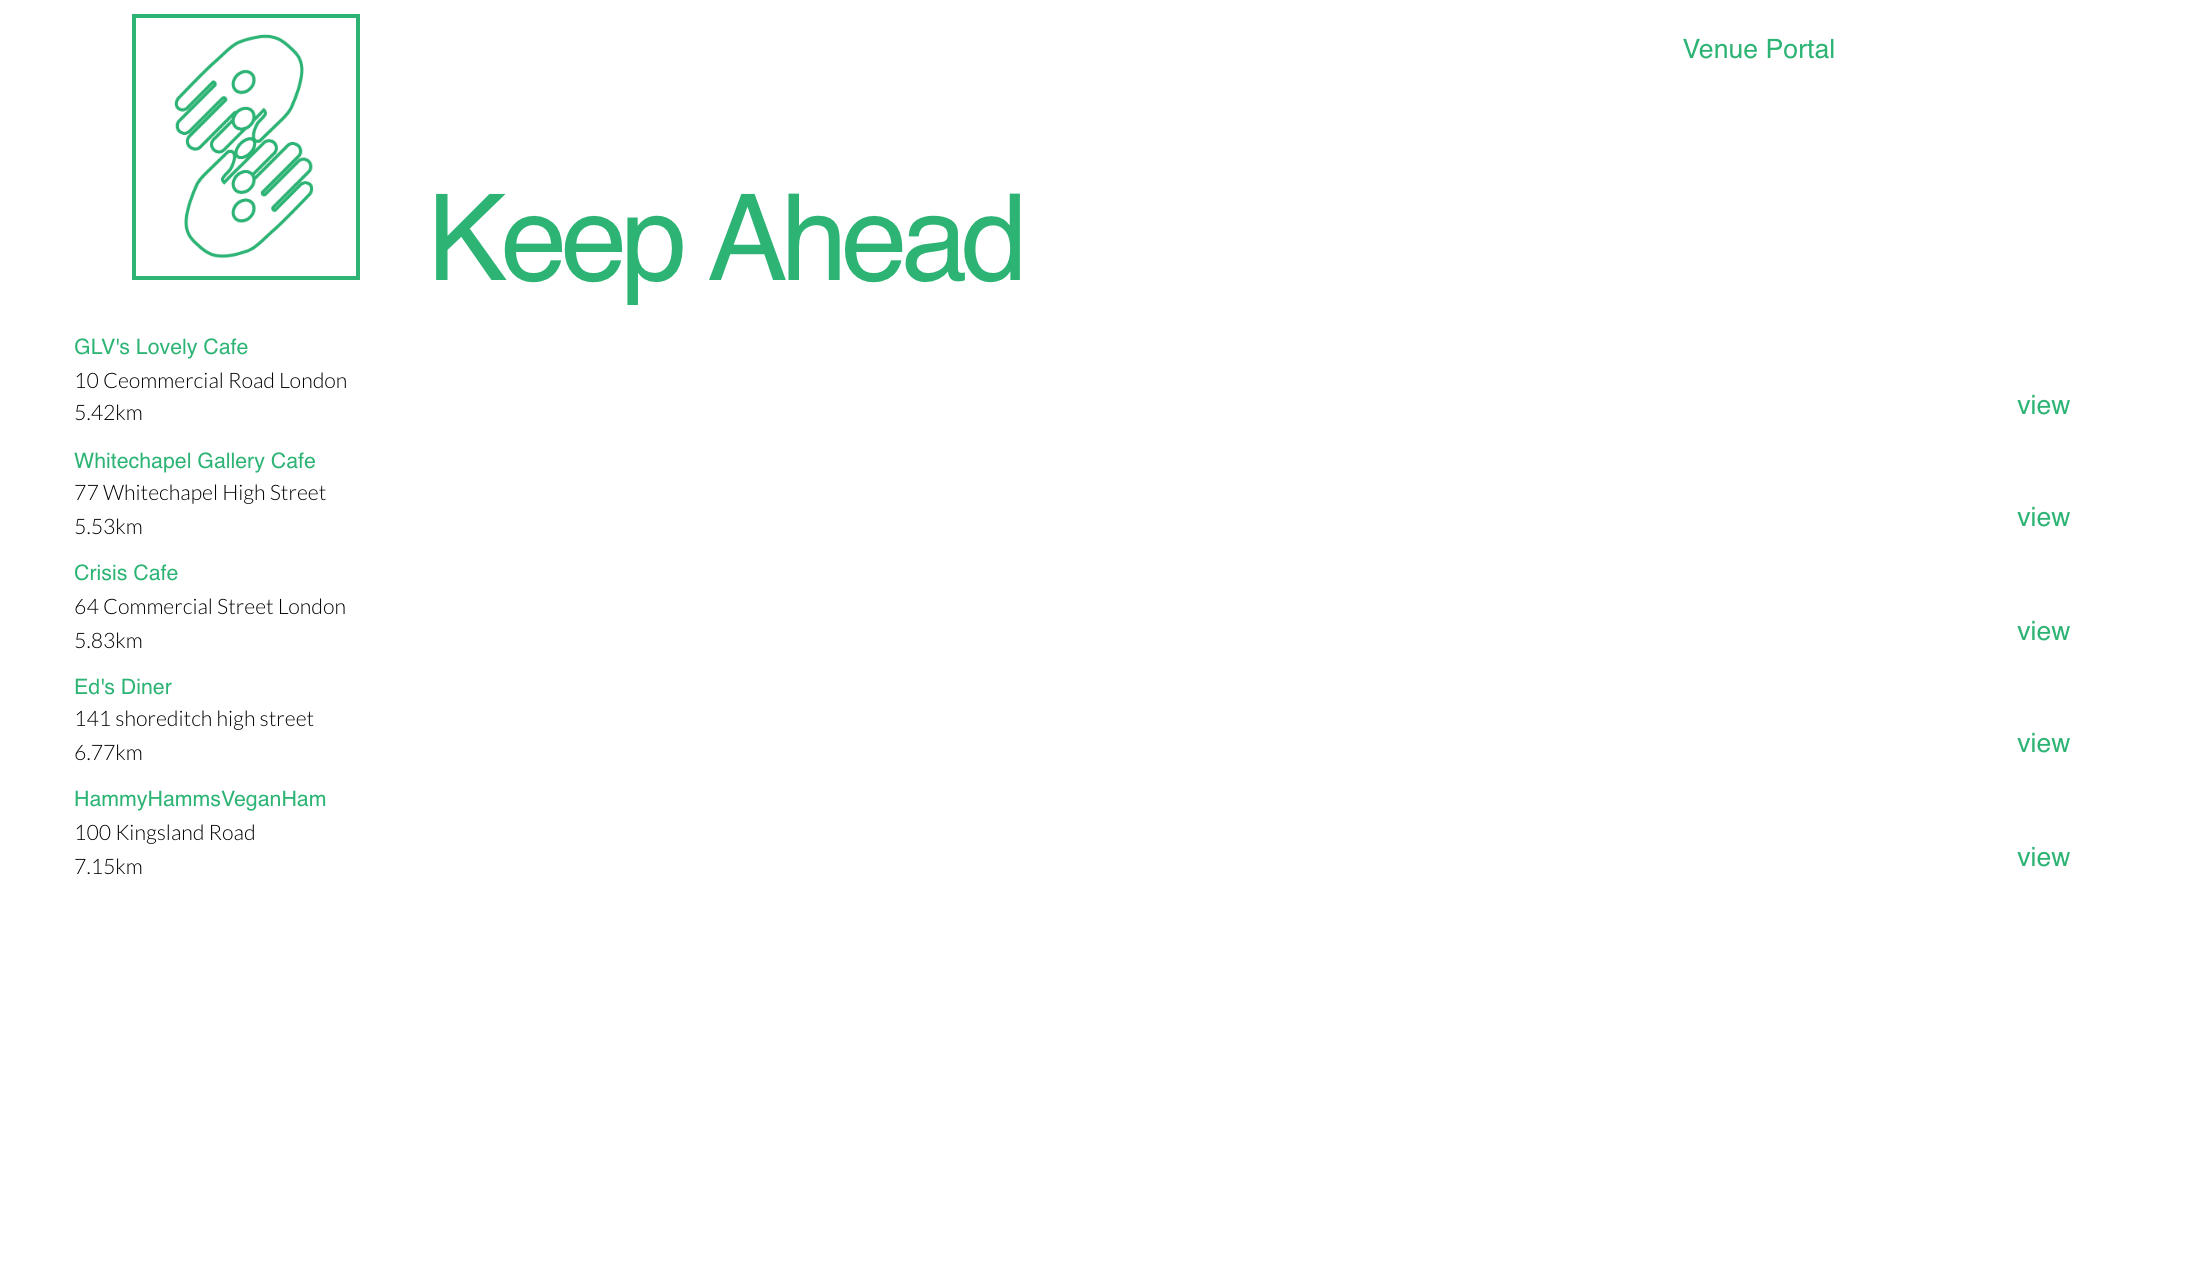 Venue Portal
Keep Ahead
GLV's Lovely Cafe
10 Ceommercial Road London
5.42km
view
Whitechapel Gallery Cafe
77 Whitechapel High Street
5.53km
view
Crisis Cafe
64 Commercial Street London
5.83km
view
Ed's Diner
141 shoreditch high street
6.77km
view
HammyHammsVeganHam
100 Kingsland Road
7.15km
view